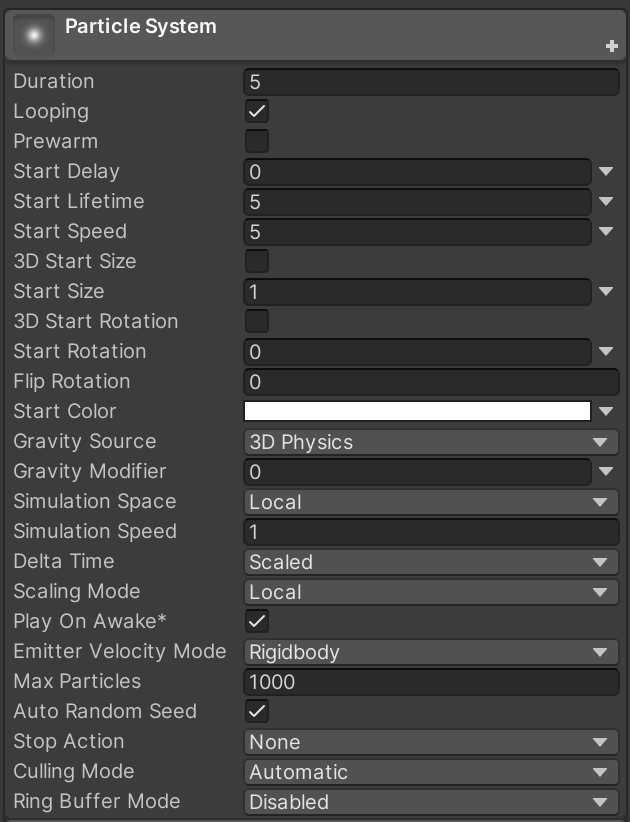 Particle System
Duration 5
Looping
Prewarm
Start Delay 0
Start Lifetime 5
Start Speed 5
3D Start Size
Start Size 1
3D Start Rotation
Start Rotation 0
Flip Rotation 0
Start Color
Gravity Source 3D Physics
Gravity Modifier 0
Simulation Space Local
Simulation Speed 1
Delta Time Scaled
Scaling Mode Local
Play On Awake*
Emitter Velocity Mode Rigidbody
Max Particles 1000
Auto Random Seed
Stop Action None
Culling Mode Automatic
Ring Buffer Mode Disabled